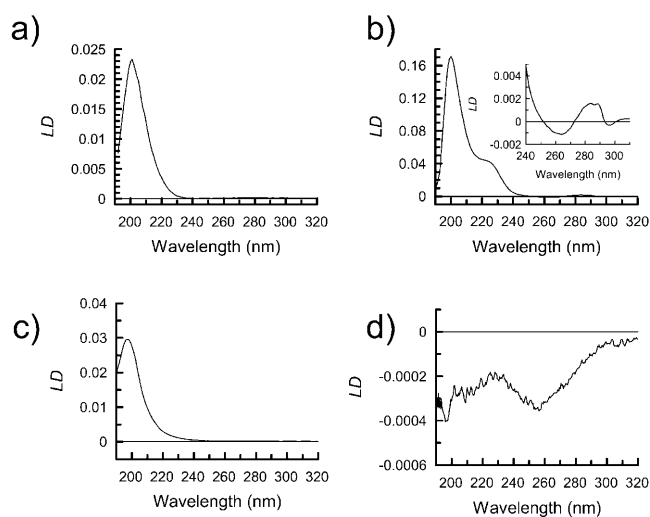 a)
0.025
0.02
0.015
0.01
0.005
0
LD
200 220 240 260 280 300 320
Wavelength (nm)
b)
0.16
0.12
0.08
0.04
0
LD
200 220 240 260 280 300 320
Wavelength (nm)
0.004
0.002
0
-0.002
LD
240 260 280 300
Wavelength (nm)
c)
0.04
0.03
0.02
0.01
0
LD
200 220 240 260 280 300 320
Wavelength (nm)
d)
0
-0.0002
-0.0004
-0.0006
LD
200 220 240 260 280 300 320
Wavelength (nm)